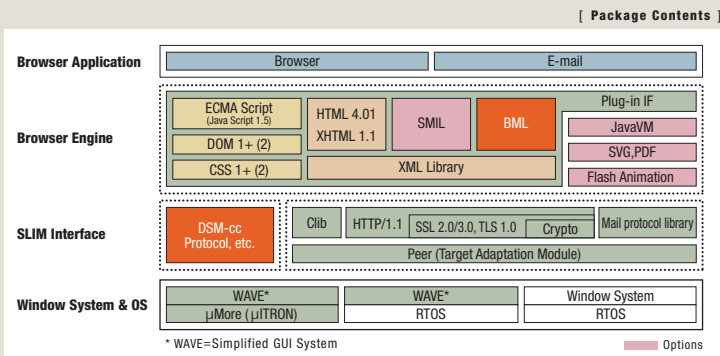 [ Package Contents ]
Browser Application
Browser
E-mail
Browser Engine
ECMA Script
(Java Script 1.5)
DOM 1+ (2)
CSS 1+ (2)
HTML 4.01
XHTML 1.1
SMIL
BML
XML Library
Plug-in IF
JavaVM
SVG,PDF
Flash Animation
SLIM Interface
DSM-cc
Protocol, etc.
Clib
HTTP/1.1
SSL 2.0/3.0, TLS 1.0
Crypto
Mail protocol library
Peer (Target Adaptation Module)
Window System & OS
WAVE*
µMore (µITRON)
WAVE*
RTOS
Window System
RTOS
* WAVE=Simplified GUI System
Options